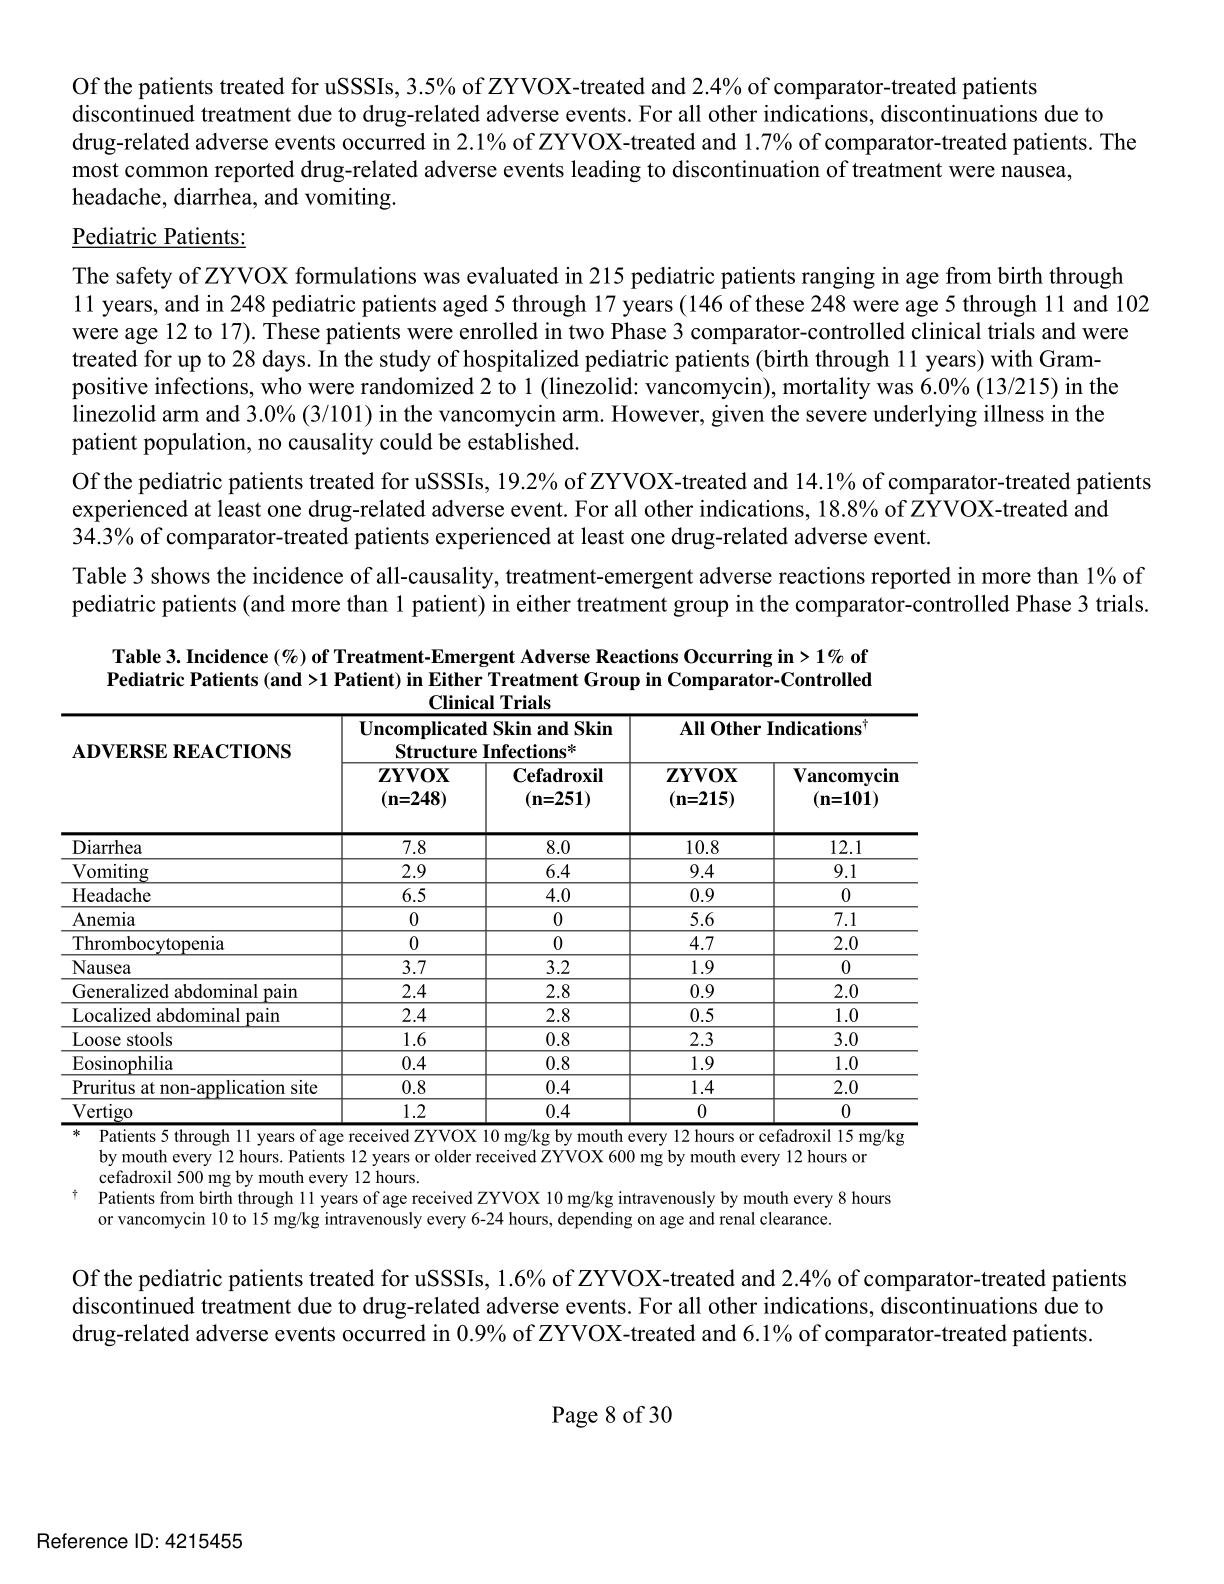 Of the patients treated for uSSSIs, 3.5% of ZYVOX-treated and 2.4% of comparator-treated patients
discontinued treatment due to drug-related adverse events. For all other indications, discontinuations due to
drug-related adverse events occurred in 2.1% of ZYVOX-treated and 1.7% of comparator-treated patients. The
most common reported drug-related adverse events leading to discontinuation of treatment were nausea,
headache, diarrhea, and vomiting.
Pediatric Patients:
The safety of ZYVOX formulations was evaluated in 215 pediatric patients ranging in age from birth through
11 years, and in 248 pediatric patients aged 5 through 17 years (146 of these 248 were age 5 through 11 and 102
were age 12 to 17). These patients were enrolled in two Phase 3 comparator-controlled clinical trials and were
treated for up to 28 days. In the study of hospitalized pediatric patients (birth through 11 years) with Gram-
positive infections, who were randomized 2 to 1 (linezolid: vancomycin), mortality was 6.0% (13/215) in the
linezolid arm and 3.0% (3/101) in the vancomycin arm. However, given the severe underlying illness in the
patient population, no causality could be established.
Of the pediatric patients treated for uSSSIs, 19.2% of ZYVOX-treated and 14.1% of comparator-treated patients
experienced at least one drug-related adverse event. For all other indications, 18.8% of ZYVOX-treated and
34.3% of comparator-treated patients experienced at least one drug-related adverse event.
Table 3 shows the incidence of all-causality, treatment-emergent adverse reactions reported in more than 1% of
pediatric patients (and more than 1 patient) in either treatment group in the comparator-controlled Phase 3 trials.
Table 3. Incidence (%) of Treatment-Emergent Adverse Reactions Occurring in > 1% of
Pediatric Patients (and >1 Patient) in Either Treatment Group in Comparator-Controlled
Clinical Trials
ADVERSE REACTIONS
Uncomplicated Skin and Skin
Structure Infections*
All Other Indications†
ZYVOX Cefadroxil ZYVOX Vancomycin
(n=248) (n=251) (n=215) (n=101)
Diarrhea 7.8 8.0 10.8 12.1
Vomiting 2.9 6.4 9.4 9.1
Headache 6.5 4.0 0.9 0
Anemia 0 0 5.6 7.1
Thrombocytopenia 0 0 4.7 2.0
Nausea 3.7 3.2 1.9 0
Generalized abdominal pain 2.4 2.8 0.9 2.0
Localized abdominal pain 2.4 2.8 0.5 1.0
Loose stools 1.6 0.8 2.3 3.0
Eosinophilia 0.4 0.8 1.9 1.0
Pruritus at non-application site 0.8 0.4 1.4 2.0
Vertigo 1.2 0.4 0 0
* Patients 5 through 11 years of age received ZYVOX 10 mg/kg by mouth every 12 hours or cefadroxil 15 mg/kg
by mouth every 12 hours. Patients 12 years or older received ZYVOX 600 mg by mouth every 12 hours or
cefadroxil 500 mg by mouth every 12 hours.
† Patients from birth through 11 years of age received ZYVOX 10 mg/kg intravenously by mouth every 8 hours
or vancomycin 10 to 15 mg/kg intravenously every 6-24 hours, depending on age and renal clearance.
Of the pediatric patients treated for uSSSIs, 1.6% of ZYVOX-treated and 2.4% of comparator-treated patients
discontinued treatment due to drug-related adverse events. For all other indications, discontinuations due to
drug-related adverse events occurred in 0.9% of ZYVOX-treated and 6.1% of comparator-treated patients.
Page 8 of 30
Reference ID: 4215455